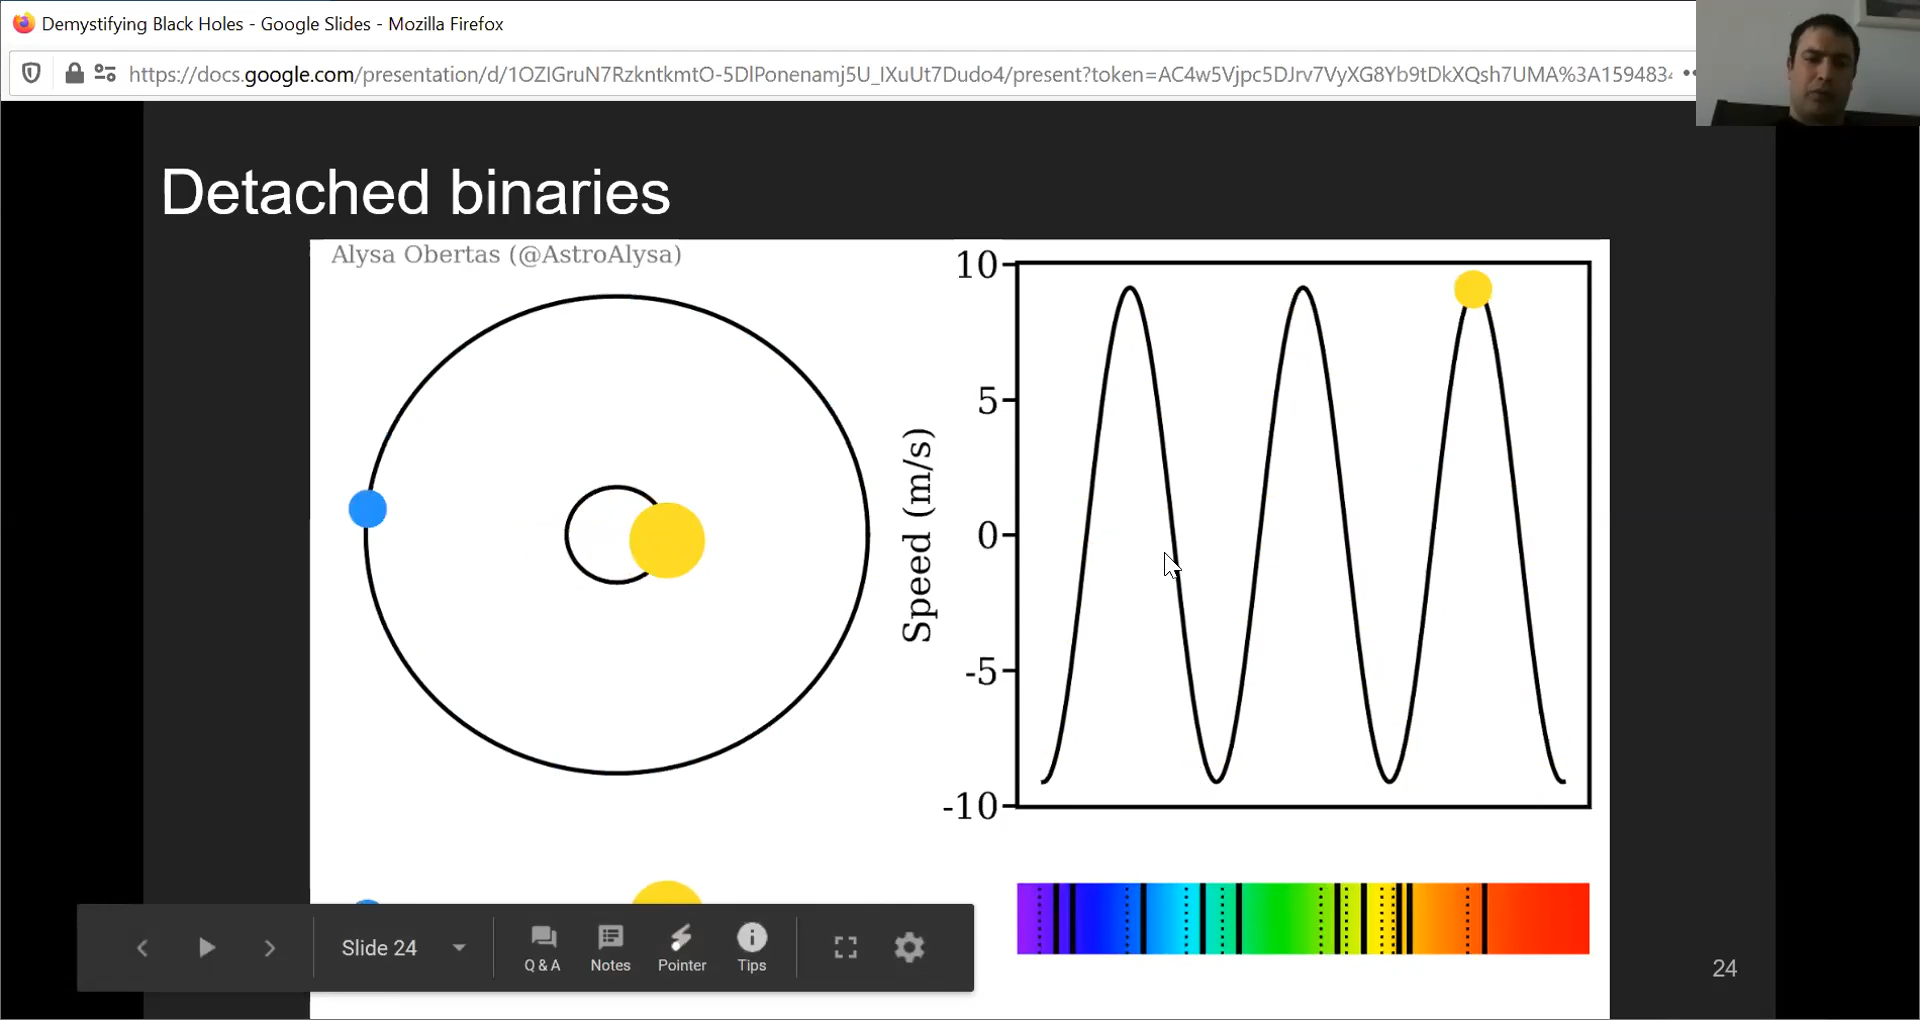 Demystifying Black Holes - Google Slides - Mozilla Firefox
https://docs.google.com/presentation/d/1OZIGruN7RzkntkmtO-5DlPonenamj5U_IXuUt7Dudo4/present?token=AC4w5Vjpc5DJrv7VyXG8Yb9tDkXQsh7UMA%3A159483
Detached binaries
Alysa Obertas (@AstroAlysa)
10
5
0
-5
-10
Speed (m/s)
Slide 24
Q & A
Notes
Pointer
Tips
24